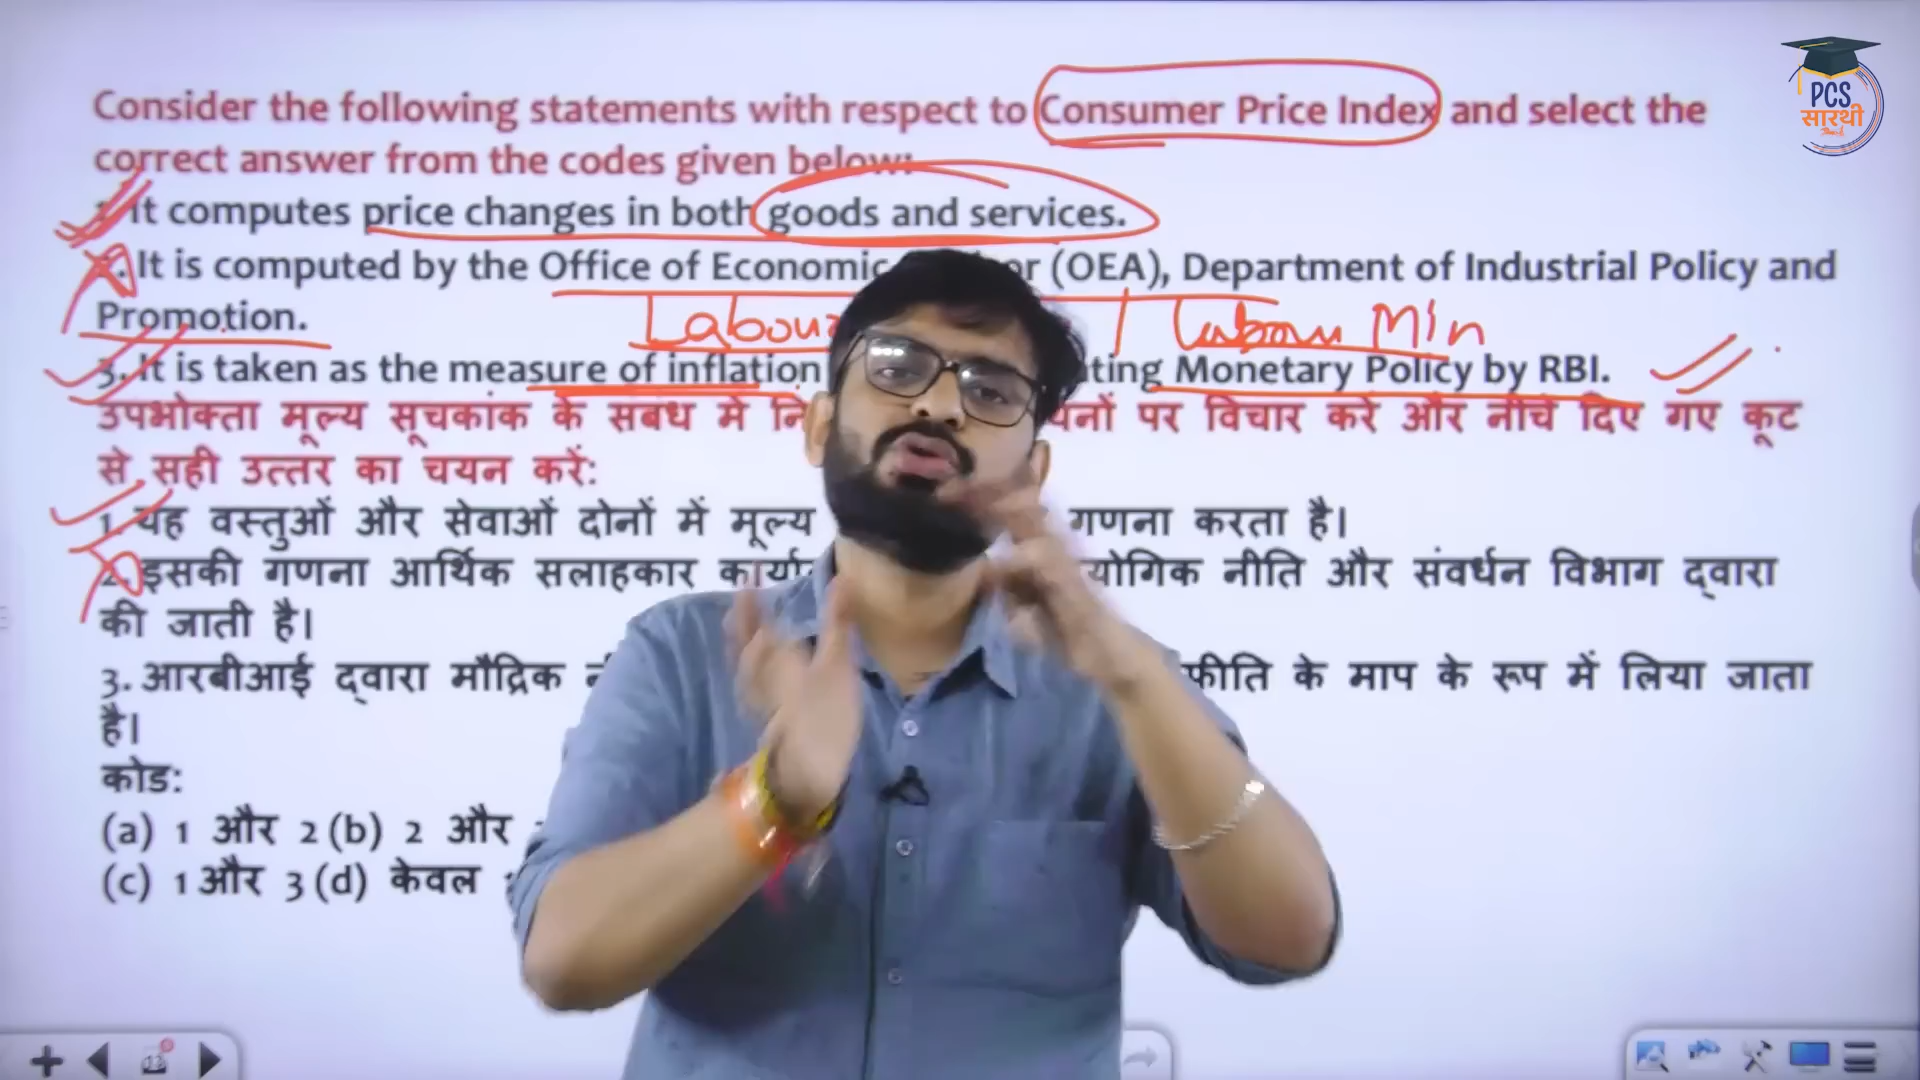 Consider the following statements with respect to Consumer Price Index and select the
correct answer from the codes given below:
It computes price changes in both goods and services.
It is computed by the Office of Economic (OEA), Department of Industrial Policy and
Promotion.
Labour Labour Min
3. It is taken as the measure of inflation Monetary Policy by RBI.
उपभोक्ता मूल्य सूचकांक के संबंध में पर विचार करें और नीचे दिए गए कूट
से सही उत्तर का चयन करें:
1. यह वस्तुओं और सेवाओं दोनों में मूल्य गणना करता है।
2. इसकी गणना आर्थिक सलाहकार नीति और संवर्धन विभाग द्वारा
की जाती है।
3. आरबीआई द्वारा मौद्रिक के माप के रूप में लिया जाता
है।
कोड:
(a) 1 और 2 (b) 2 और
(c) 1 और 3 (d) केवल
PCS
सारथी